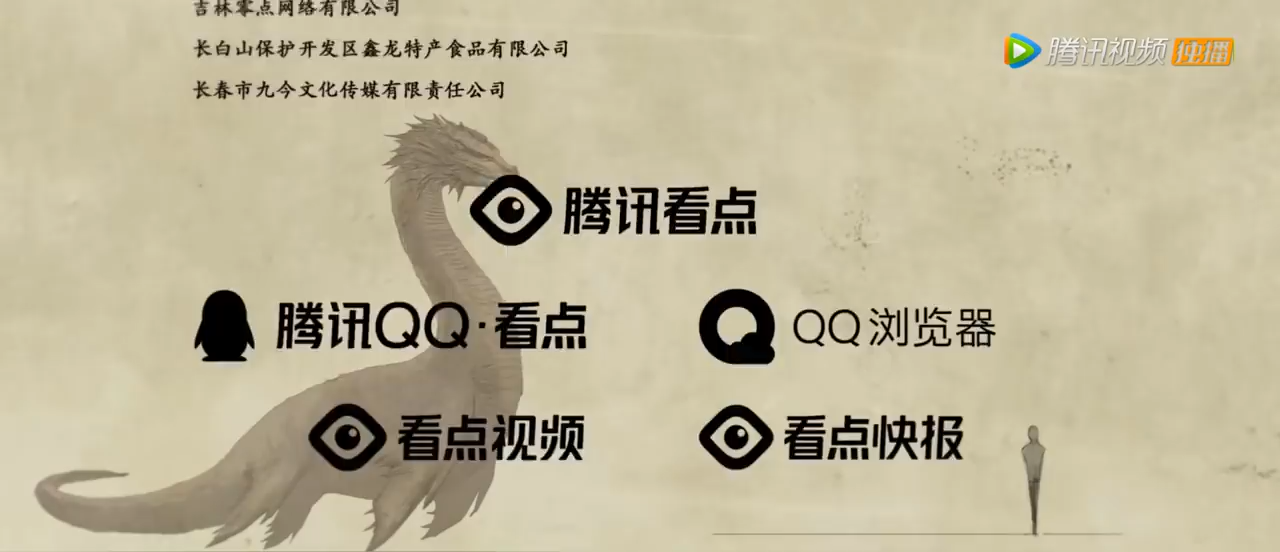 吉林零点网络有限公司
长白山保护开发区鑫龙特产食品有限公司
长春市九今文化传媒有限责任公司
腾讯视频 独播
腾讯看点
腾讯QQ·看点
QQ浏览器
看点视频
看点快报